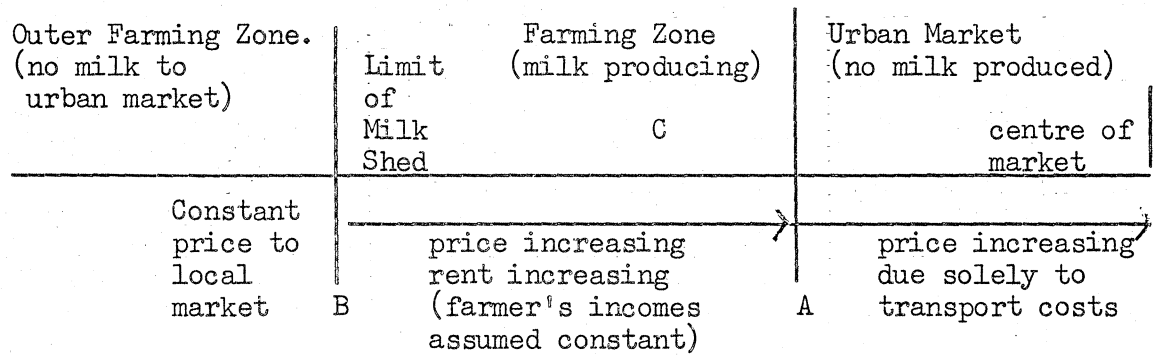 Outer Farming Zone.
(no milk to
urban market)
Limit
of
Milk
Shed
Farming Zone
(milk producing)
C
Urban Market
(no milk produced)
centre of
market
Constant
price to
local
market
B
price increasing
rent increasing
(farmer's incomes
assumed constant)
A
price increasing
due solely to
transport costs